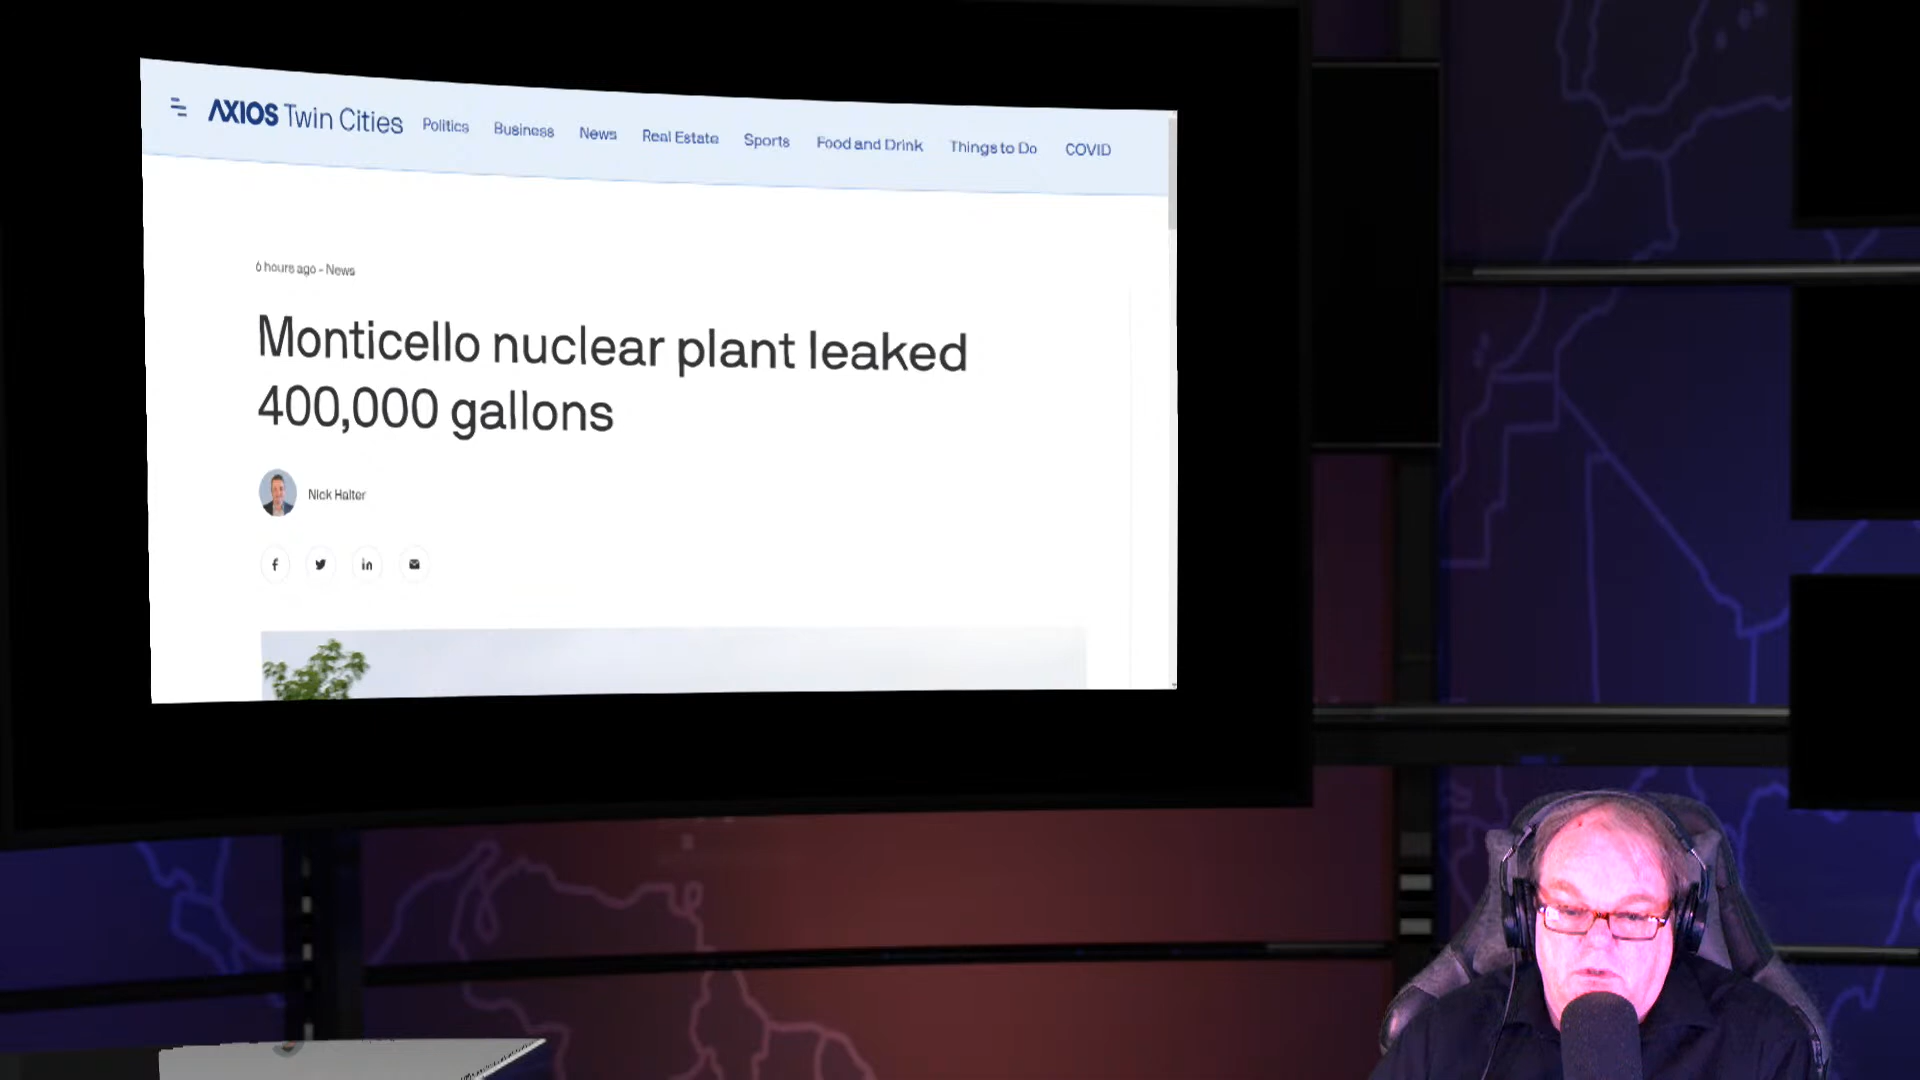 AXIOS Twin Cities Politics Business News Real Estate Sports Food and Drink Things to Do COVID
6 hours ago - News
Monticello nuclear plant leaked
400,000 gallons
Nick Halter